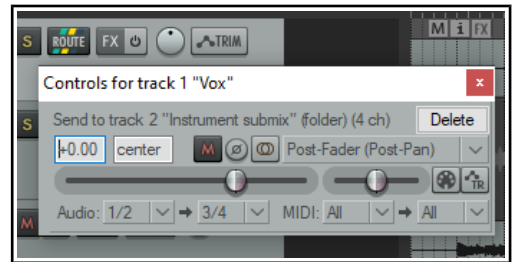 M i FX
S ROUTE FX TRIM
Controls for track 1 "Vox" x
S Send to track 2 "Instrument submix" (folder) (4 ch) Delete
+0.00 center M Ø Post-Fader (Post-Pan)
TR
Audio: 1/2 → 3/4 MIDI: All → All
M